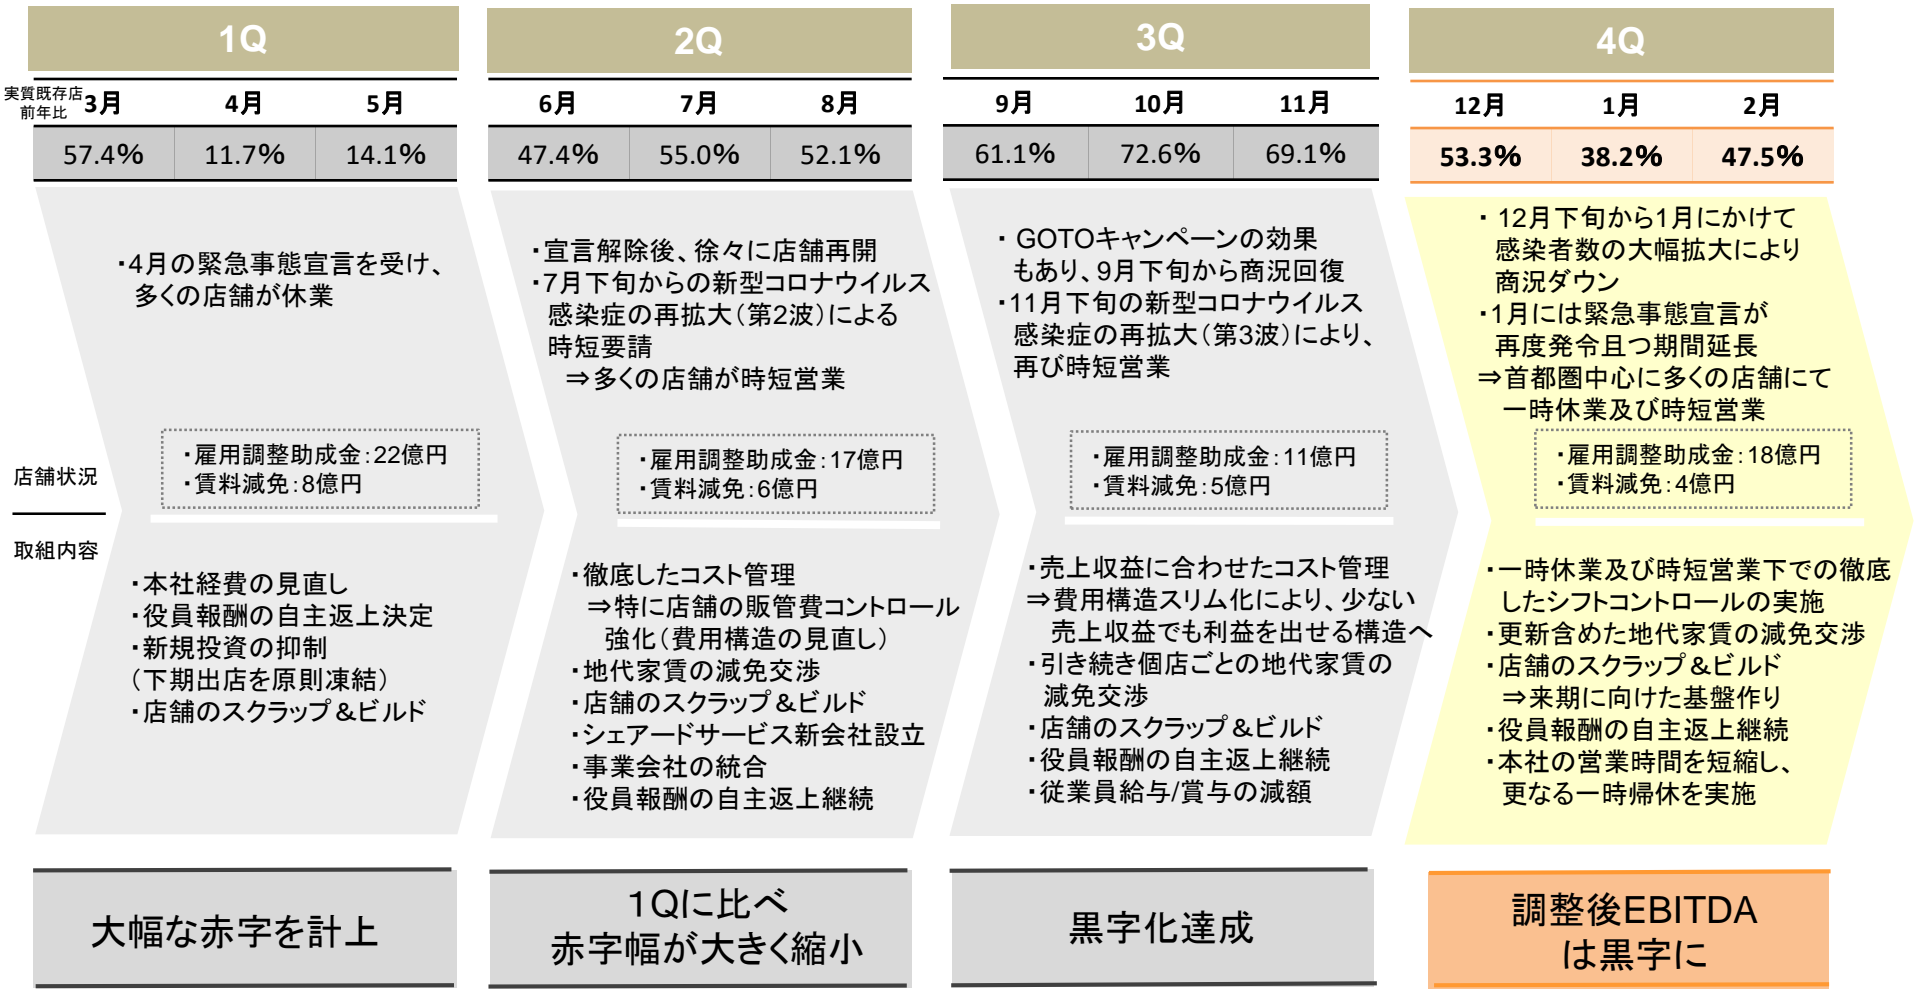 1Q
実質既存店
前年比
3月 4月 5月
57.4% 11.7% 14.1%
・4月の緊急事態宣言を受け、
多くの店舗が休業
・雇用調整助成金：22億円
・賃料減免：8億円
店舗状況
取組内容
・本社経費の見直し
・役員報酬の自主返上決定
・新規投資の抑制
（下期出店を原則凍結）
・店舗のスクラップ＆ビルド
大幅な赤字を計上
2Q
6月 7月 8月
47.4% 55.0% 52.1%
・宣言解除後、徐々に店舗再開
・7月下旬からの新型コロナウイルス
感染症の再拡大（第2波）による
時短要請
⇒多くの店舗が時短営業
・雇用調整助成金：17億円
・賃料減免：6億円
・徹底したコスト管理
⇒特に店舗の販管費コントロール
強化（費用構造の見直し）
・地代家賃の減免交渉
・店舗のスクラップ＆ビルド
・シェアードサービス新会社設立
・事業会社の統合
・役員報酬の自主返上継続
1Qに比べ
赤字幅が大きく縮小
3Q
9月 10月 11月
61.1% 72.6% 69.1%
・GOTOキャンペーンの効果
もあり、9月下旬から商況回復
・11月下旬の新型コロナウイルス
感染症の再拡大（第3波）により、
再び時短営業
・雇用調整助成金：11億円
・賃料減免：5億円
・売上収益に合わせたコスト管理
⇒費用構造スリム化により、少ない
売上収益でも利益を出せる構造へ
・引き続き個店ごとの地代家賃の
減免交渉
・店舗のスクラップ＆ビルド
・役員報酬の自主返上継続
・従業員給与/賞与の減額
黒字化達成
4Q
12月 1月 2月
53.3% 38.2% 47.5%
・12月下旬から1月にかけて
感染者数の大幅拡大により
商況ダウン
・1月には緊急事態宣言が
再度発令且つ期間延長
⇒首都圏中心に多くの店舗にて
一時休業及び時短営業
・雇用調整助成金：18億円
・賃料減免：4億円
・一時休業及び時短営業下での徹底
したシフトコントロールの実施
・更新含めた地代家賃の減免交渉
・店舗のスクラップ＆ビルド
⇒来期に向けた基盤作り
・役員報酬の自主返上継続
・本社の営業時間を短縮し、
更なる一時帰休を実施
調整後EBITDA
は黒字に